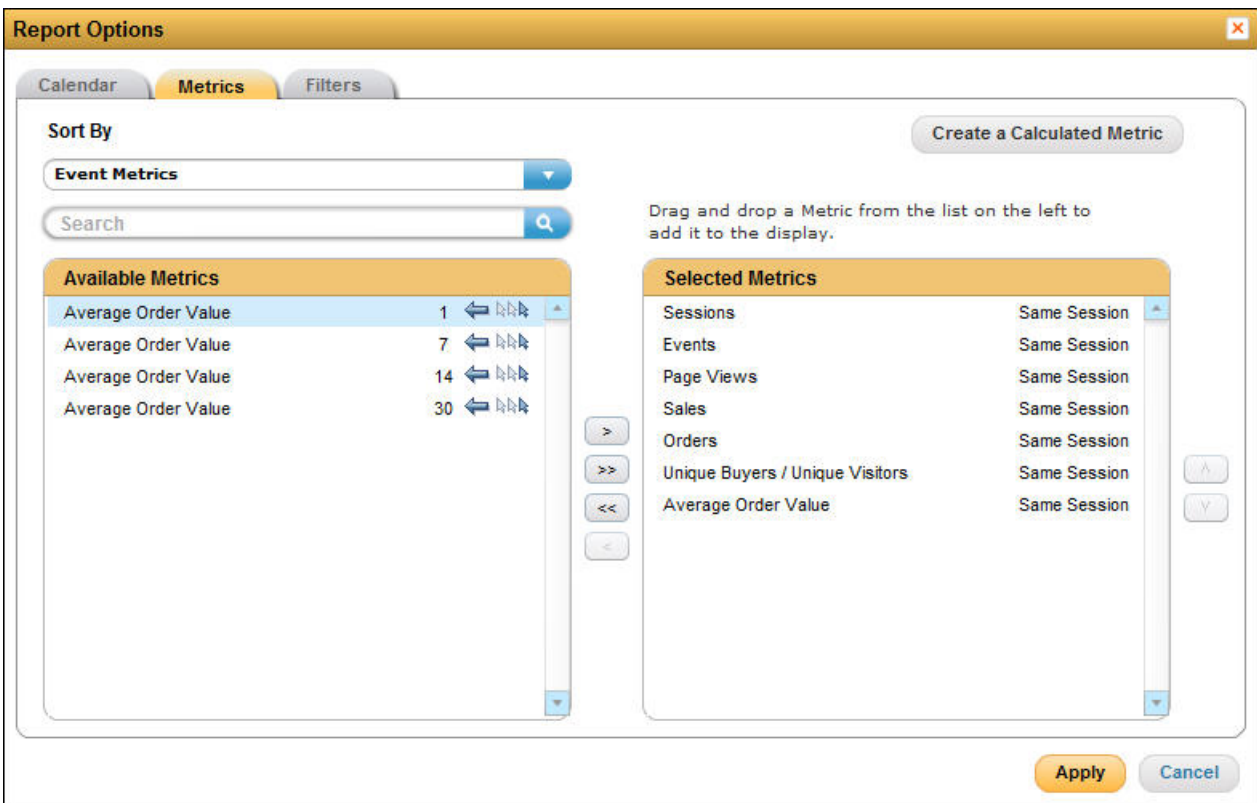 Report Options
Calendar Metrics Filters
Sort By
Create a Calculated Metric
Event Metrics
Search
Drag and drop a Metric from the list on the left to
add it to the display.
Available Metrics
Average Order Value 1
Average Order Value 7
Average Order Value 14
Average Order Value 30
>
>>
<<
<
Selected Metrics
Sessions Same Session
Events Same Session
Page Views Same Session
Sales Same Session
Orders Same Session
Unique Buyers / Unique Visitors Same Session
Average Order Value Same Session
Apply Cancel